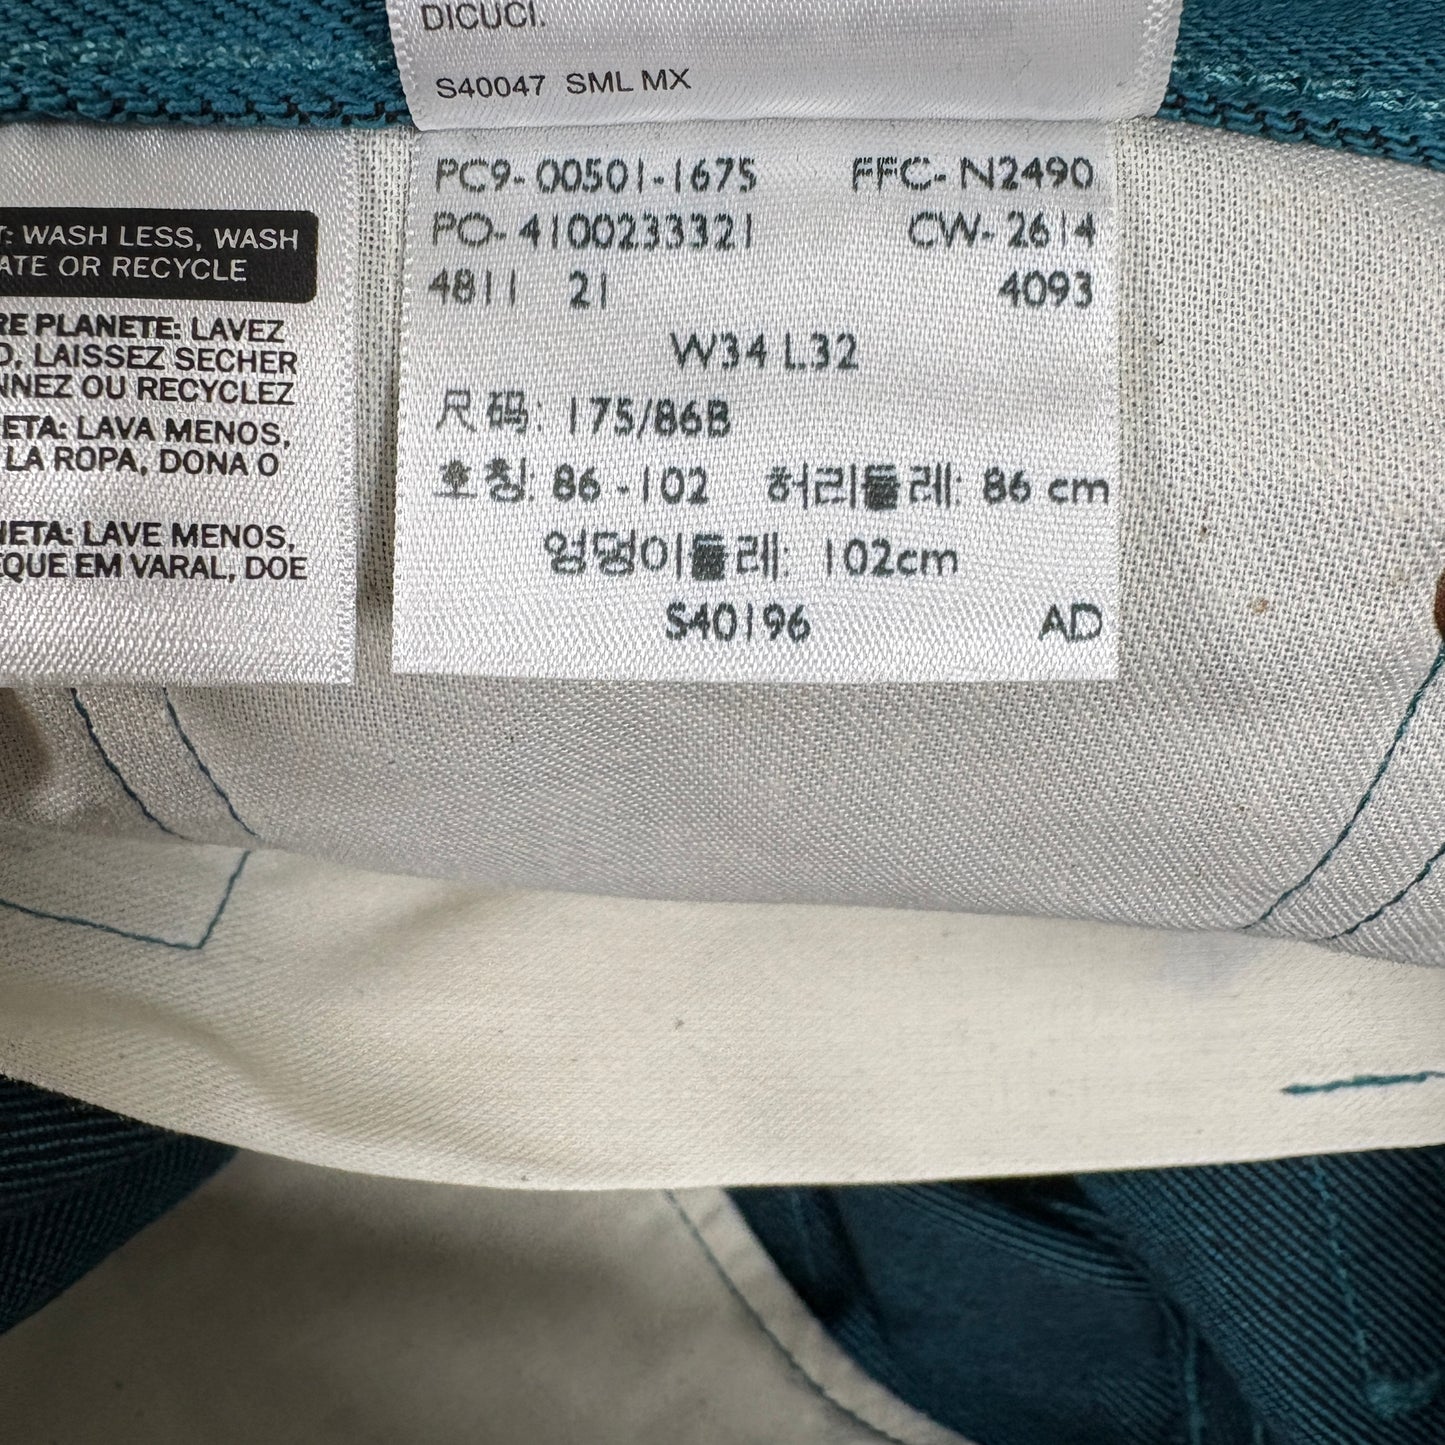 DICUCI.
S40047 SML MX
PC9-00501-1675 FFC-N2490
PO-4100233321 CW-2614
4811 21 4093
W34 L32
尺码: 175/86B
호칭: 86-102 허리둘레: 86 cm
엉덩이둘레: 102cm
S40196 AD
: WASH LESS, WASH
ATE OR RECYCLE
RE PLANETE: LAVEZ
D, LAISSEZ SECHER
NNEZ OU RECYCLEZ
ETA: LAVA MENOS,
LA ROPA, DONA O
NETA: LAVE MENOS,
EQUE EM VARAL, DOE